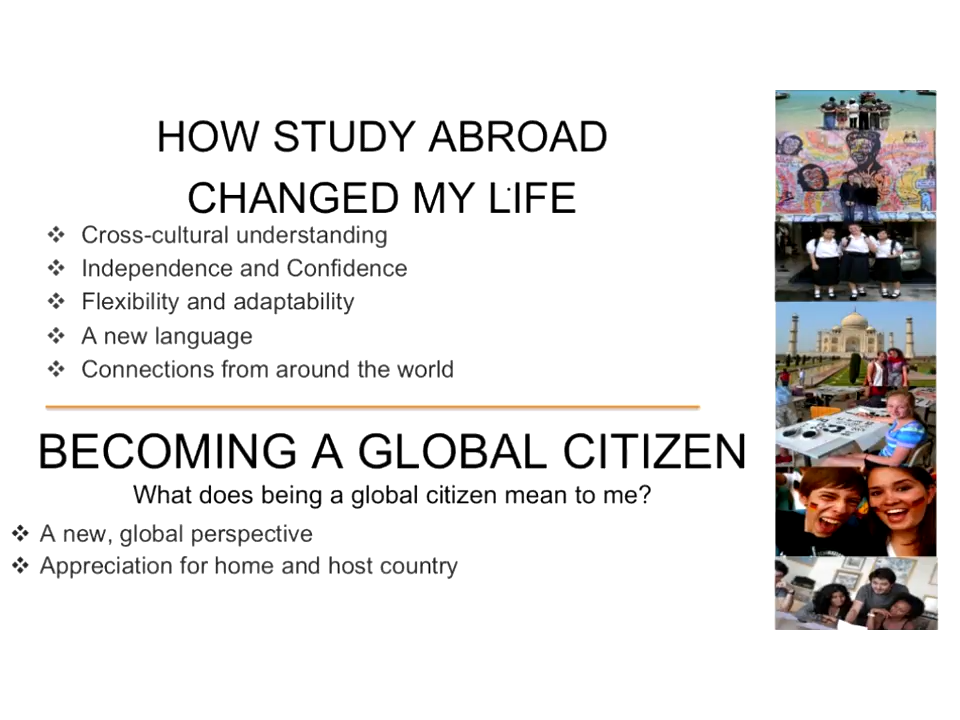 HOW STUDY ABROAD
CHANGED MY LIFE
❖ Cross-cultural understanding
❖ Independence and Confidence
❖ Flexibility and adaptability
❖ A new language
❖ Connections from around the world
BECOMING A GLOBAL CITIZEN
What does being a global citizen mean to me?
❖ A new, global perspective
❖ Appreciation for home and host country